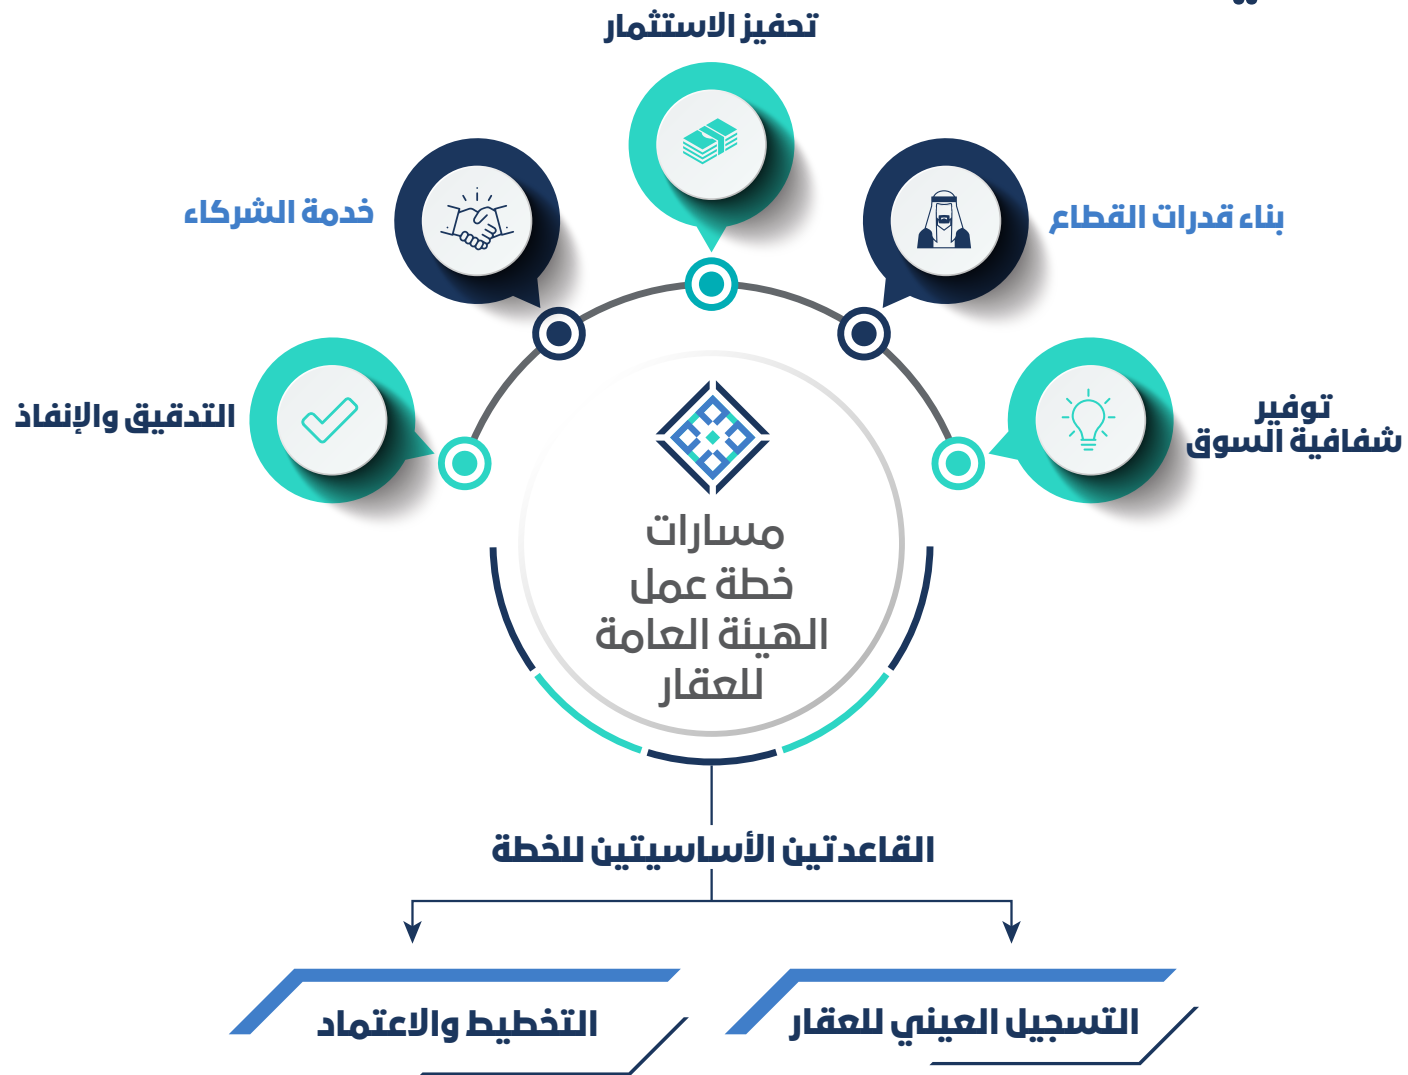 تحفيز الاستثمار
بناء قدرات القطاع
خدمة الشركاء
توفير
شفافية السوق
التدقيق والإنفاذ
مسارات
خطة عمل
الهيئة العامة
للعقار
القاعدتين الأساسيتين للخطة
التسجيل العيني للعقار
التخطيط والاعتماد